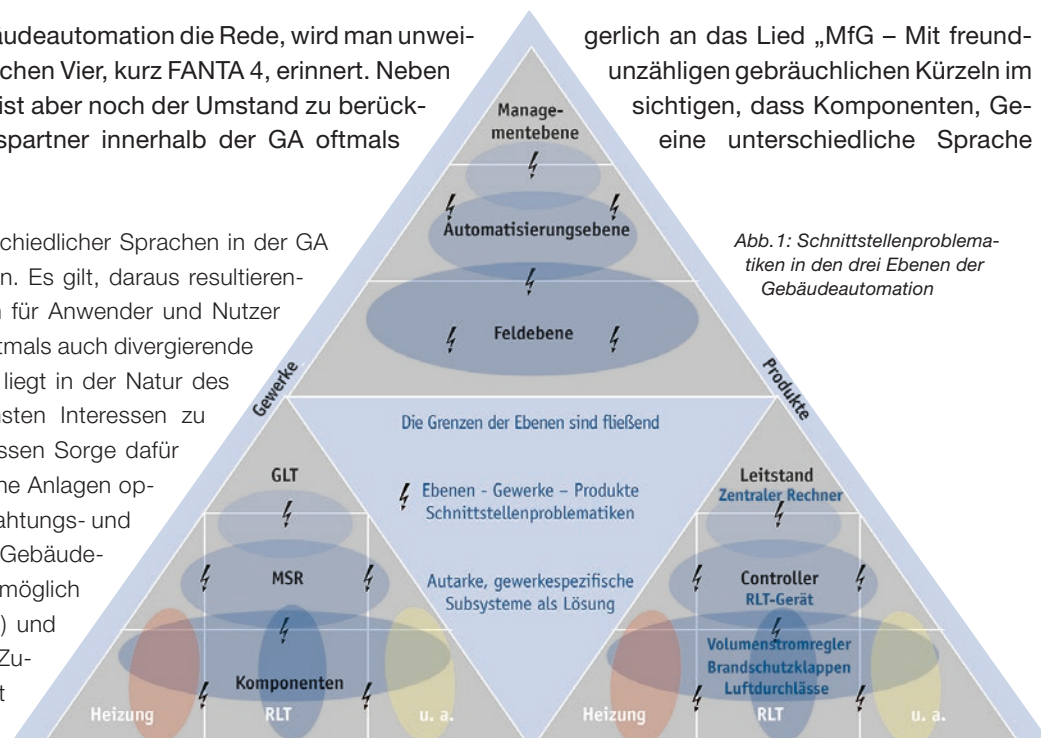 äudeautomation die Rede, wird man unwei-
gerlich an das Lied „MfG – Mit freund-
chen Vier, kurz FANTA 4, erinnert. Neben
unzähligen gebräuchlichen Kürzeln im
ist aber noch der Umstand zu berück-
sichtigen, dass Komponenten, Ge-
spartner innerhalb der GA oftmals
eine unterschiedliche Sprache
schiedlicher Sprachen in der GA
n. Es gilt, daraus resultieren-
für Anwender und Nutzer
tmals auch divergierende
liegt in der Natur des
nsten Interessen zu
ssen Sorge dafür
ne Anlagen op-
ahtungs- und
Gebäude-
möglich
) und
Zu-
t
Abb.1: Schnittstellenproblema-
tiken in den drei Ebenen der
Gebäudeautomation
Manage-
mentebene
Automatisierungsebene
Feldebene
Gewerke
Produkte
Die Grenzen der Ebenen sind fließend
Ebenen - Gewerke – Produkte
Schnittstellenproblematiken
Autarke, gewerkespezifische
Subsysteme als Lösung
GLT
MSR
Komponenten
Heizung
RLT
u. a.
Leitstand
Zentraler Rechner
Controller
RLT-Gerät
Volumenstromregler
Brandschutzklappen
Luftdurchlässe
Heizung
RLT
u. a.